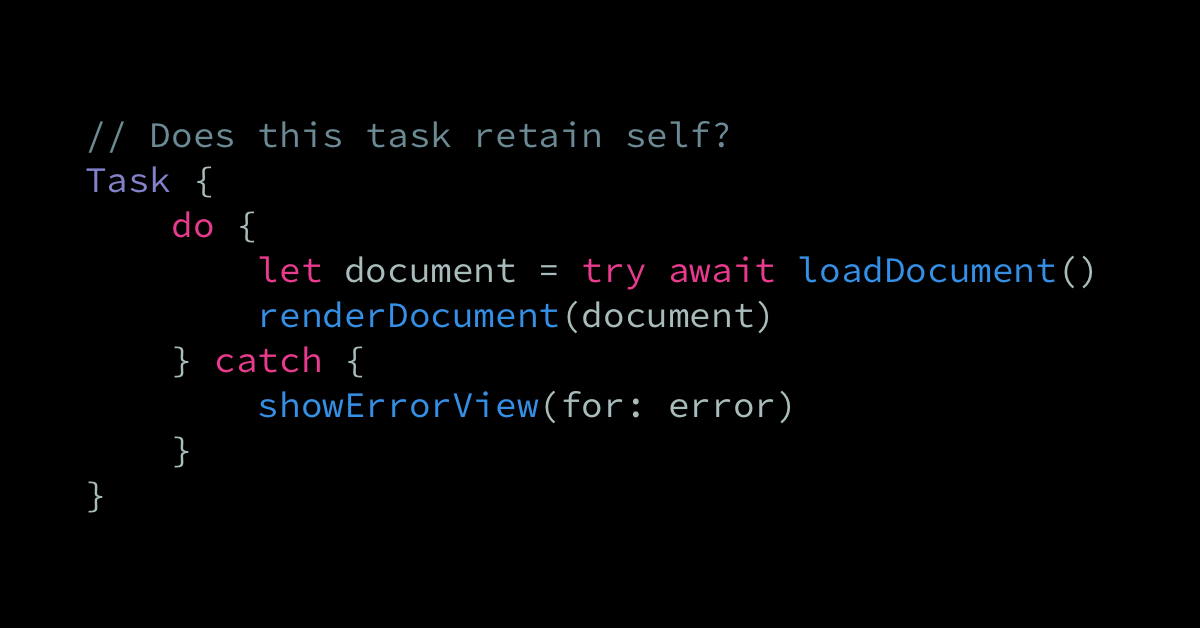 // Does this task retain self?
Task {
    do {
        let document = try await loadDocument()
        renderDocument(document)
    } catch {
        showErrorView(for: error)
    }
}